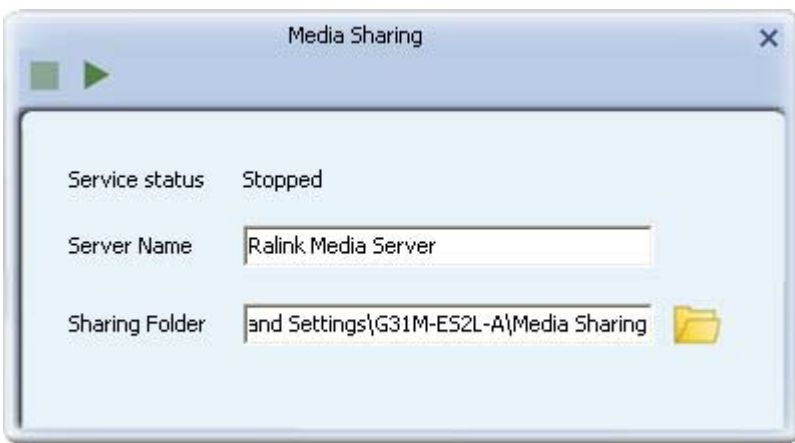 Media Sharing
Service status Stopped
Server Name Ralink Media Server
Sharing Folder and Settings\G31M-ES2L-A\Media Sharing